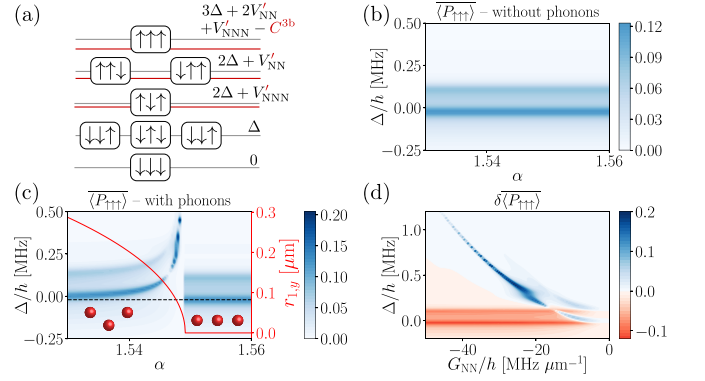 (a)
3Δ + 2V′NN
+V′NNN − C³ᵇ
↑↑↑
2Δ + V′NN
↑↑↓ ↓↑↑
2Δ + V′NNN
↑↓↑
Δ
↓↓↑ ↓↑↓ ↓↓↑
0
↓↓↓
(b)
⟨P↑↑↑⟩ – without phonons
Δ/h [MHz]
0.50
0.25
0.00
−0.25
1.54 1.56
α
0.12
0.09
0.06
0.03
0.00
(c)
⟨P↑↑↑⟩ – with phonons
Δ/h [MHz]
0.50
0.25
0.00
−0.25
1.54 1.56
α
0.3
0.2
0.1
0.0
r1,y [μm]
0.20
0.15
0.10
0.05
0.00
(d)
δ⟨P↑↑↑⟩
Δ/h [MHz]
1.0
0.5
0.0
−40 −20 0
GNN/h [MHz μm⁻¹]
0.2
0.1
0.0
−0.1